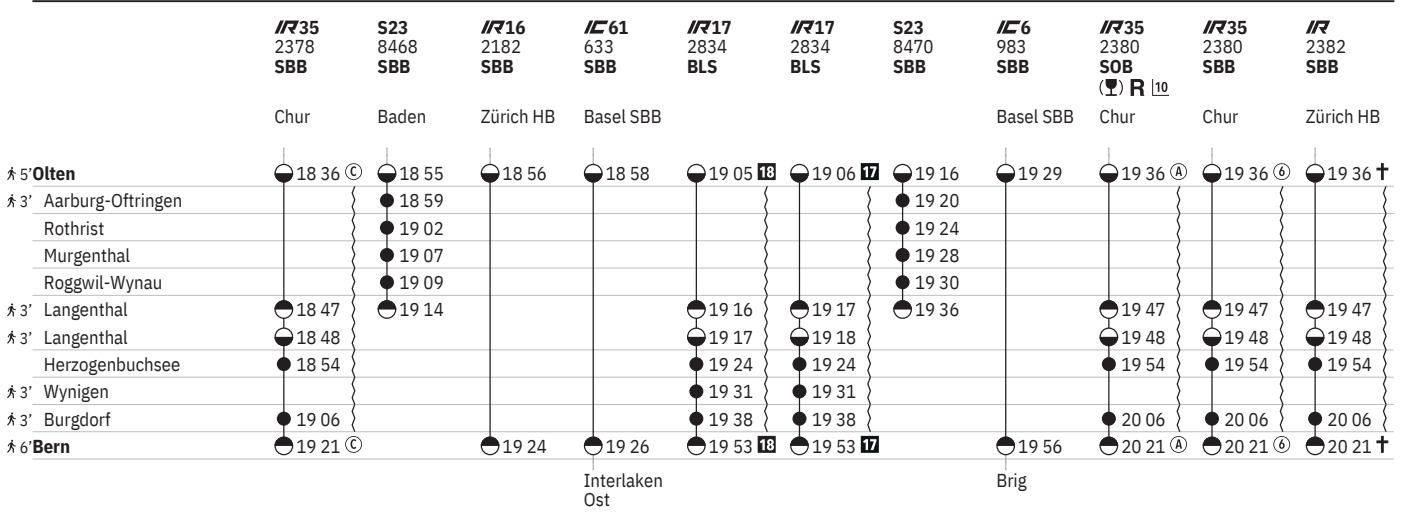 IR35 S23 IR16 IC61 IR17 IR17 S23 IC6 IR35 IR35 IR
2378 8468 2182 633 2834 2834 8470 983 2380 2380 2382
SBB SBB SBB SBB BLS BLS SBB SBB SOB SBB SBB
R 10
Chur Baden Zürich HB Basel SBB Basel SBB Chur Chur Zürich HB
5' Olten 18 36 C 18 55 18 56 18 58 19 05 18 19 06 17 19 16 19 29 19 36 A 19 36 6 19 36 †
3' Aarburg-Oftringen 18 59 19 20
Rothrist 19 02 19 24
Murgenthal 19 07 19 28
Roggwil-Wynau 19 09 19 30
3' Langenthal 18 47 19 14 19 16 19 17 19 36 19 47 19 47 19 47
3' Langenthal 18 48 19 17 19 18 19 48 19 48 19 48
Herzogenbuchsee 18 54 19 24 19 24 19 54 19 54 19 54
3' Wynigen 19 31 19 31
3' Burgdorf 19 06 19 38 19 38 20 06 20 06 20 06
6' Bern 19 21 C 19 24 19 26 19 53 18 19 53 17 19 56 20 21 A 20 21 6 20 21 †
Interlaken Brig
Ost